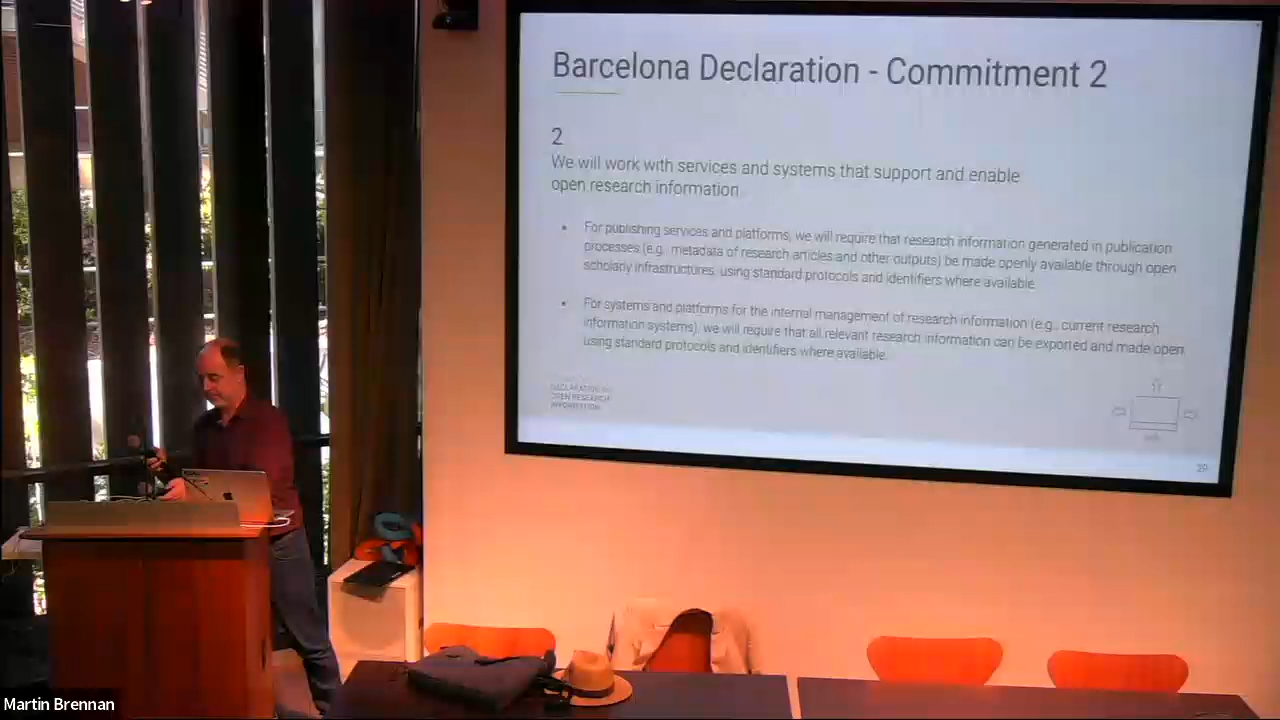 Barcelona Declaration - Commitment 2
2
We will work with services and systems that support and enable
open research information
• For publishing services and platforms, we will require that research information generated in publication
processes (e.g. metadata of research articles and other outputs) be made openly available through open
scholarly infrastructures, using standard protocols and identifiers where available.
• For systems and platforms for the internal management of research information (e.g., current research
information systems), we will require that all relevant research information can be exported and made open,
using standard protocols and identifiers where available.
DECLARATION ON
OPEN RESEARCH
INFORMATION
Martin Brennan